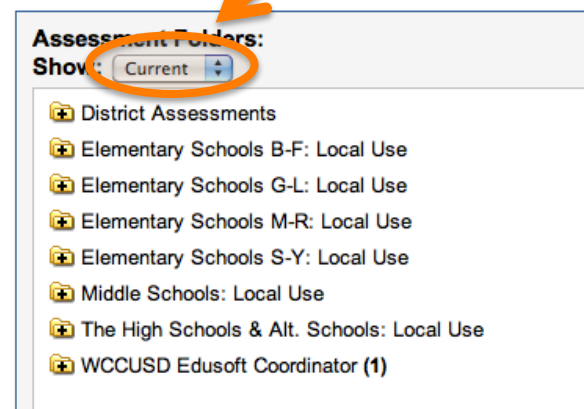 Assessment Folders:
Show: Current
District Assessments
Elementary Schools B-F: Local Use
Elementary Schools G-L: Local Use
Elementary Schools M-R: Local Use
Elementary Schools S-Y: Local Use
Middle Schools: Local Use
The High Schools & Alt. Schools: Local Use
WCCUSD Edusoft Coordinator (1)